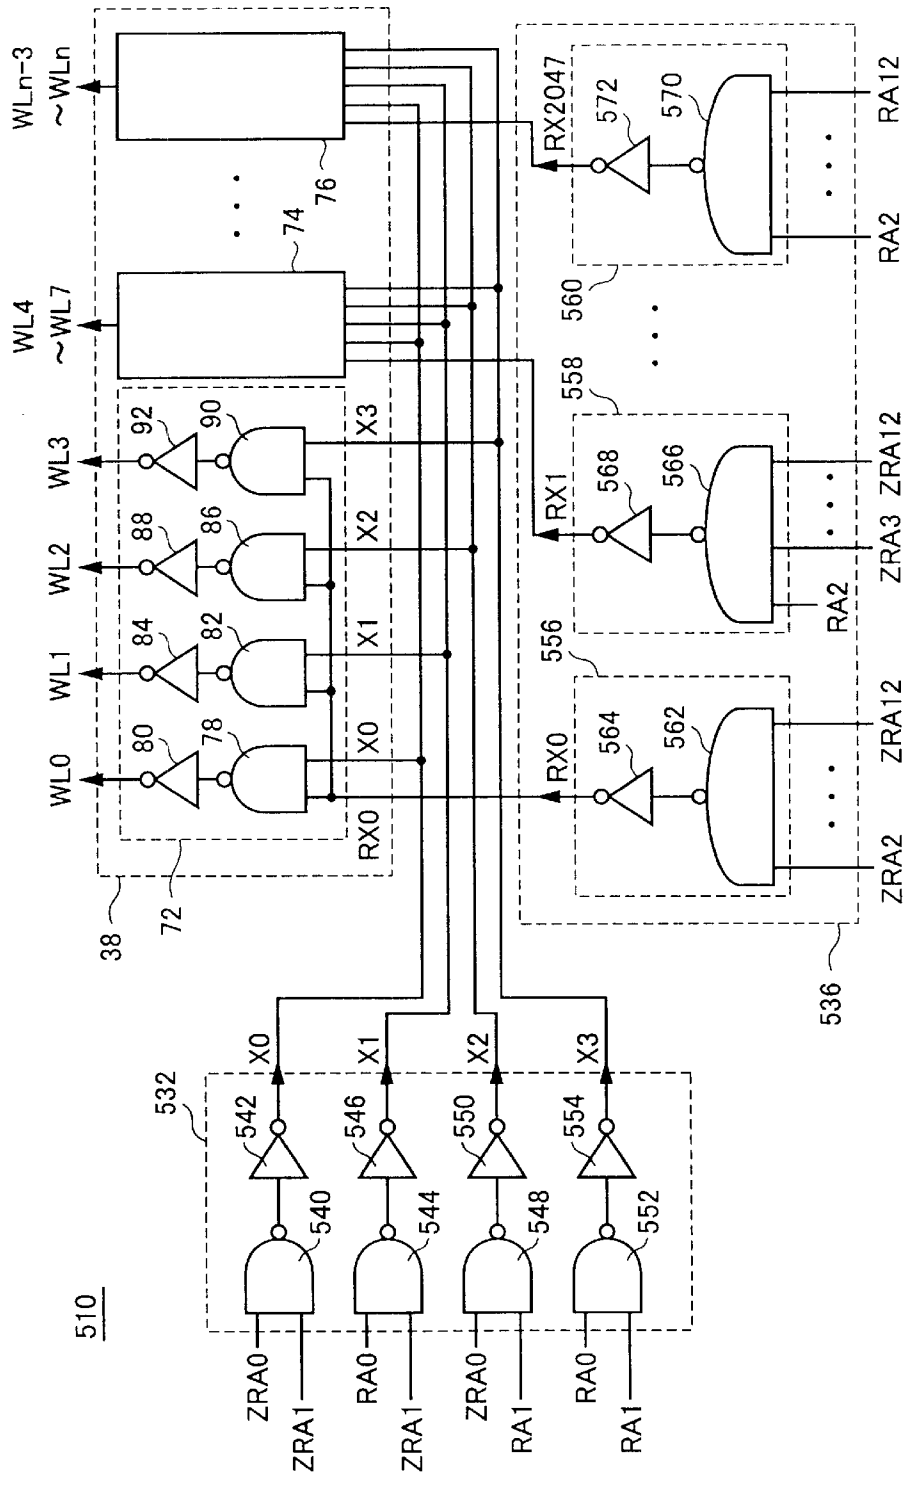 510
532
ZRA0
ZRA1
540
542
X0
RA0
ZRA1
544
546
X1
ZRA0
RA1
548
550
X2
RA0
RA1
552
554
X3
38
72
WL0
WL1
WL2
WL3
WL4
~WL7
WLn-3
~WLn
80
84
88
92
78
82
86
90
74
76
RX0
X0
X1
X2
X3
536
556
RX0
564
562
ZRA2
ZRA12
558
RX1
568
566
RA2
ZRA3
ZRA12
560
RX2047
572
570
RA2
RA12